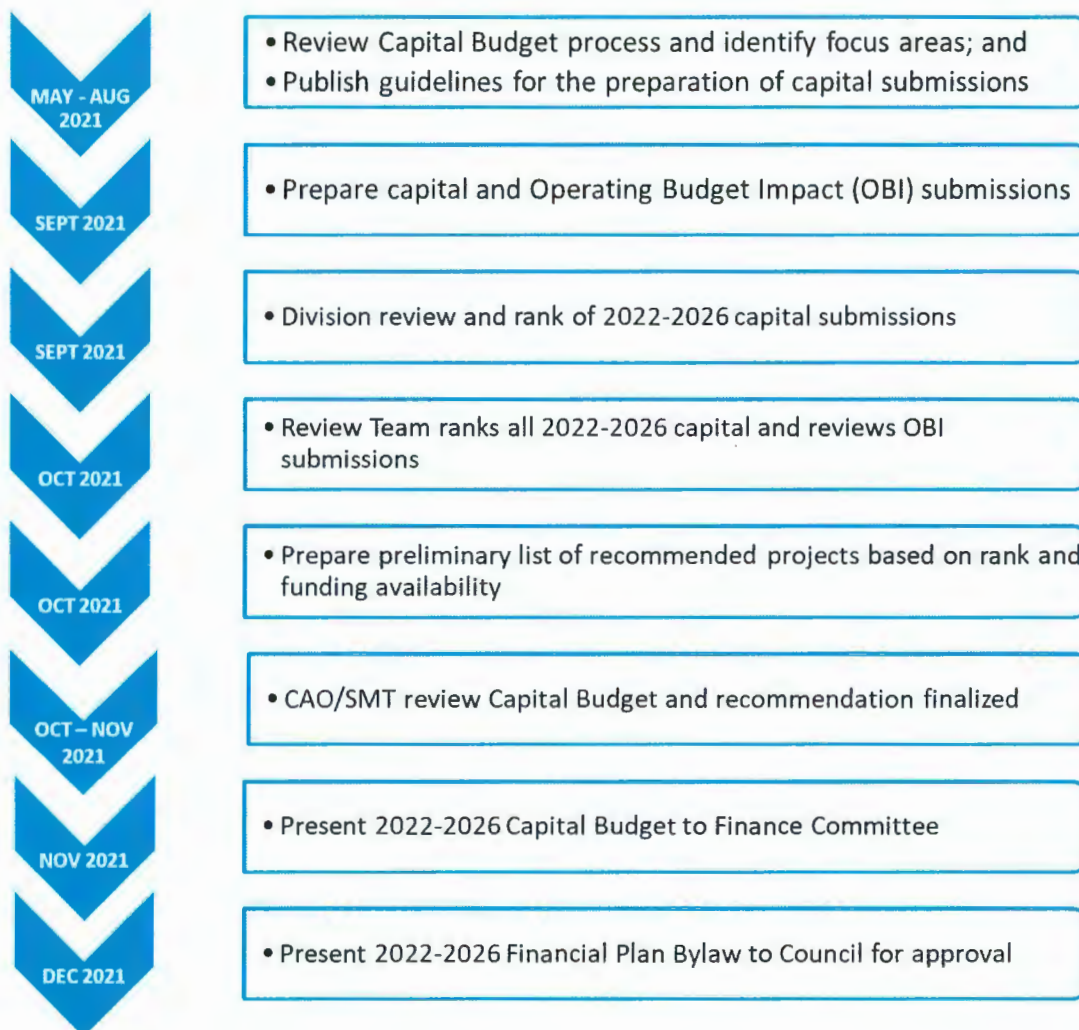 MAY - AUG
2021
• Review Capital Budget process and identify focus areas; and
• Publish guidelines for the preparation of capital submissions
SEPT 2021
• Prepare capital and Operating Budget Impact (OBI) submissions
SEPT 2021
• Division review and rank of 2022-2026 capital submissions
OCT 2021
• Review Team ranks all 2022-2026 capital and reviews OBI
submissions
OCT 2021
• Prepare preliminary list of recommended projects based on rank and
funding availability
OCT – NOV
2021
• CAO/SMT review Capital Budget and recommendation finalized
NOV 2021
• Present 2022-2026 Capital Budget to Finance Committee
DEC 2021
• Present 2022-2026 Financial Plan Bylaw to Council for approval